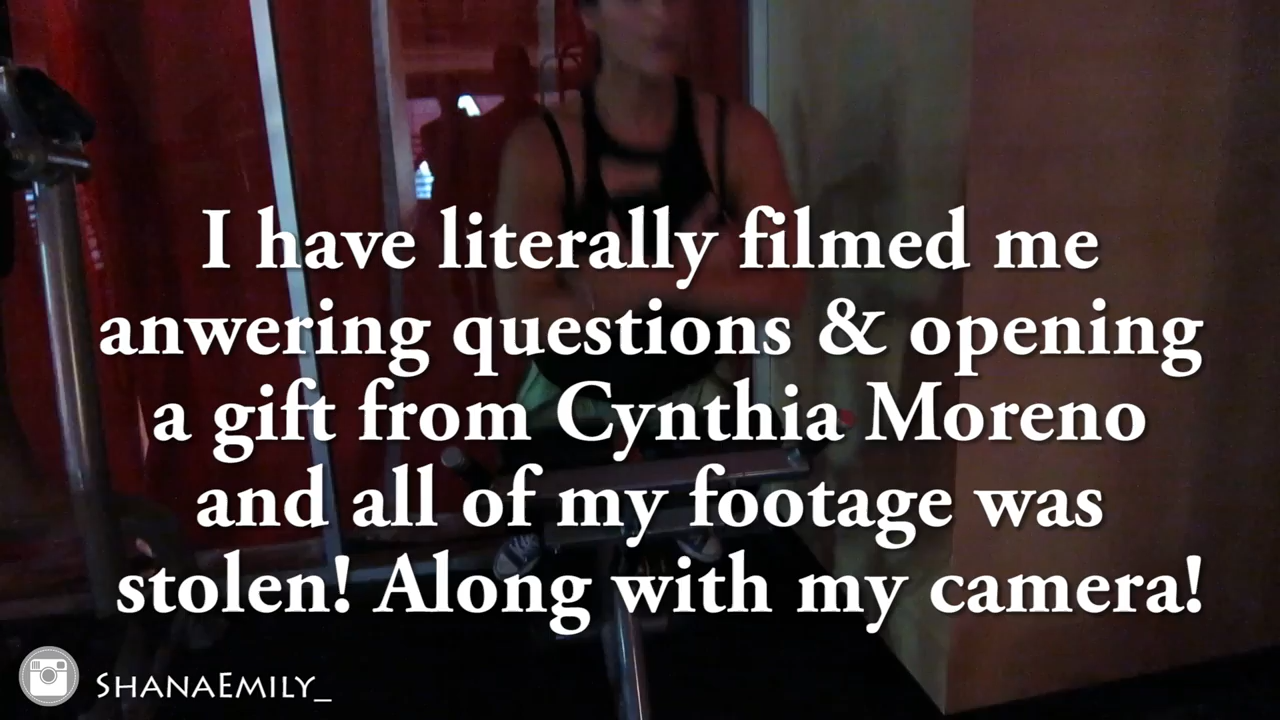 I have literally filmed me
anwering questions & opening
a gift from Cynthia Moreno
and all of my footage was
stolen! Along with my camera!
ShanaEmily_